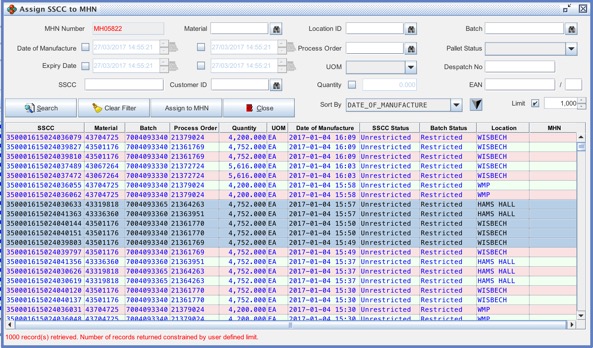 Assign SSCC to MHN
MHN Number MH05822 Material Location ID Batch
Date of Manufacture 27/03/2017 14:55:21 27/03/2017 14:55:21 Process Order Pallet Status
Expiry Date 27/03/2017 14:55:21 27/03/2017 14:55:21 UOM Despatch No
SSCC Customer ID Quantity 0.000 EAN /
Search Clear Filter Assign to MHN Close Sort By DATE_OF_MANUFACTURE Limit 1,000
SSCC Material Batch Process Order Quantity UOM Date of Manufacture SSCC Status Batch Status Location MHN
350001615024036079 43704725 7004093340 21379024 4,200.000 EA 2017-01-04 16:09 Unrestricted Restricted WISBECH
350001615024039827 43501176 7004093340 21361769 4,752.000 EA 2017-01-04 16:09 Unrestricted Restricted WISBECH
350001615024039810 43501176 7004093340 21361769 4,752.000 EA 2017-01-04 16:09 Unrestricted Restricted WISBECH
350001615024037489 43067264 7004093330 21372724 5,616.000 EA 2017-01-04 16:03 Unrestricted Restricted WISBECH
350001615024037472 43067264 7004093330 21372724 5,616.000 EA 2017-01-04 16:03 Unrestricted Restricted WISBECH
350001615024036055 43704725 7004093340 21379024 4,200.000 EA 2017-01-04 15:58 Unrestricted Restricted WMP
350001615024036062 43704725 7004093340 21379024 4,200.000 EA 2017-01-04 15:58 Unrestricted Restricted WMP
350001615024030633 43319818 7004093365 21364263 4,752.000 EA 2017-01-04 15:57 Unrestricted Restricted HAMS HALL
350001615024041363 43336360 7004093365 21363951 4,752.000 EA 2017-01-04 15:57 Unrestricted Restricted HAMS HALL
350001615024040144 43501176 7004093340 21361770 4,752.000 EA 2017-01-04 15:50 Unrestricted Restricted WISBECH
350001615024040151 43501176 7004093340 21361770 4,752.000 EA 2017-01-04 15:50 Unrestricted Restricted WISBECH
350001615024039803 43501176 7004093340 21361769 4,752.000 EA 2017-01-04 15:49 Unrestricted Restricted WISBECH
350001615024039797 43501176 7004093340 21361769 4,752.000 EA 2017-01-04 15:49 Unrestricted Restricted WISBECH
350001615024041356 43336360 7004093365 21363951 4,752.000 EA 2017-01-04 15:37 Unrestricted Restricted HAMS HALL
350001615024030626 43319818 7004093365 21364263 4,752.000 EA 2017-01-04 15:37 Unrestricted Restricted HAMS HALL
350001615024030619 43319818 7004093365 21364263 4,752.000 EA 2017-01-04 15:37 Unrestricted Restricted HAMS HALL
350001615024040120 43501176 7004093340 21361770 4,752.000 EA 2017-01-04 15:30 Unrestricted Restricted WISBECH
350001615024040137 43501176 7004093340 21361770 4,752.000 EA 2017-01-04 15:30 Unrestricted Restricted WISBECH
350001615024036031 43704725 7004093340 21379024 4,200.000 EA 2017-01-04 15:30 Unrestricted Restricted WMP
350001615024036048 43704725 7004093340 21379024 4,200.000 EA 2017-01-04 15:30 Unrestricted Restricted WMP
1000 record(s) retrieved. Number of records returned constrained by user defined limit.